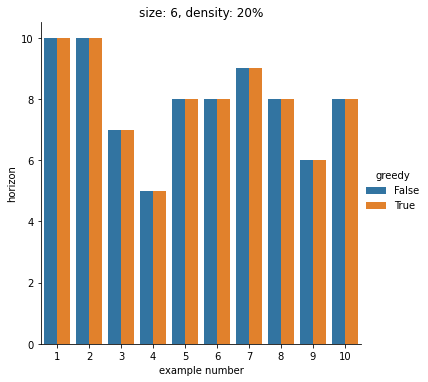 size: 6, density: 20%
10
8
6
4
2
0
horizon
1 2 3 4 5 6 7 8 9 10
example number
greedy
False
True